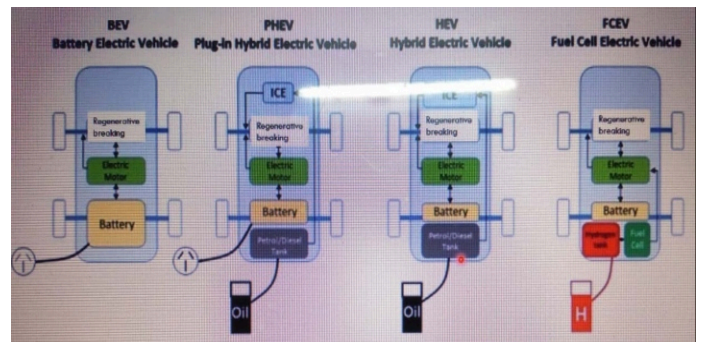 BEV
Battery Electric Vehicle
PHEV
Plug-in Hybrid Electric Vehicle
HEV
Hybrid Electric Vehicle
FCEV
Fuel Cell Electric Vehicle
Regenerative
breaking
Electric
Motor
Battery
ICE
Regenerative
breaking
Electric
Motor
Battery
Petrol/Diesel
Tank
Oil
ICE
Regenerative
breaking
Electric
Motor
Battery
Petrol/Diesel
Tank
Oil
Regenerative
breaking
Electric
Motor
Battery
Hydrogen
tank
Fuel
Cell
H